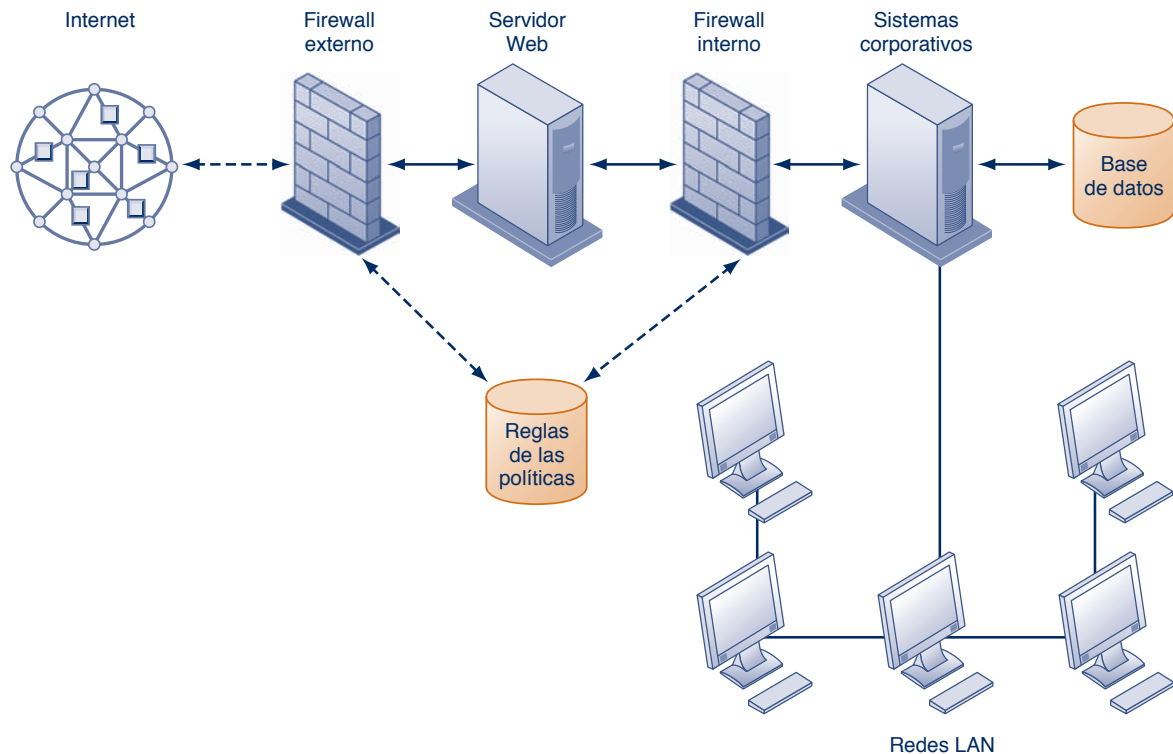 Internet
Firewall
externo
Servidor
Web
Firewall
interno
Sistemas
corporativos
Base
de datos
Reglas
de las
políticas
Redes LAN